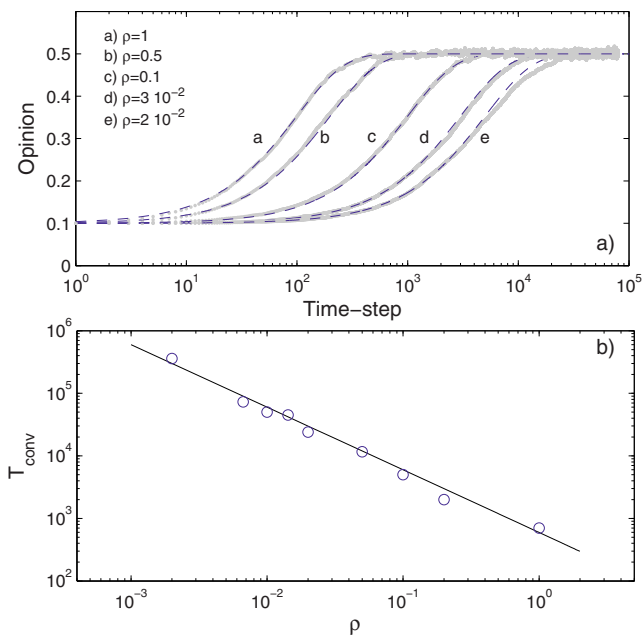 a) ρ=1
b) ρ=0.5
c) ρ=0.1
d) ρ=3 10⁻²
e) ρ=2 10⁻²
0.5
0.4
0.3
0.2
0.1
0
Opinion
a b c d e
a)
10⁰ 10¹ 10² 10³ 10⁴ 10⁵
Time-step
10⁶
10⁵
10⁴
10³
10²
T_conv
b)
10⁻³ 10⁻² 10⁻¹ 10⁰
ρ